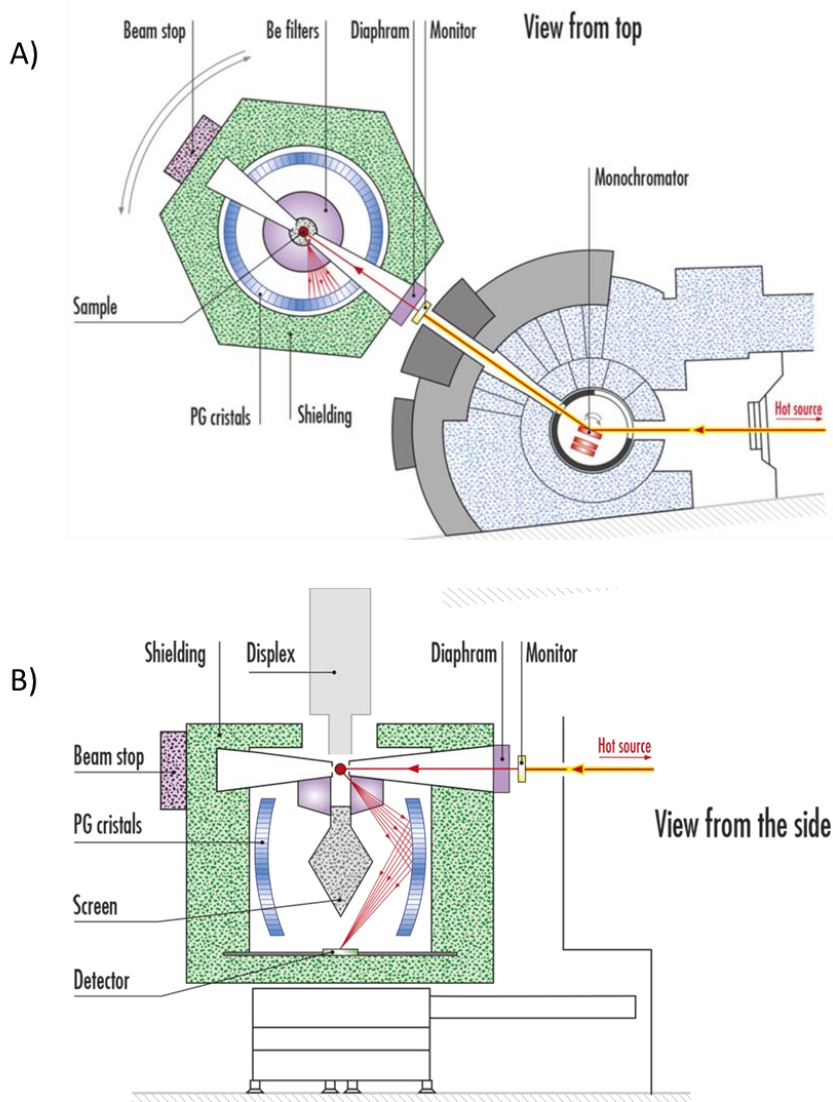 A)
Beam stop
Be filters
Diaphram
Monitor
View from top
Monochromator
Sample
PG cristals
Shielding
Hot source
B)
Shielding
Displex
Diaphram
Monitor
Hot source
Beam stop
PG cristals
View from the side
Screen
Detector